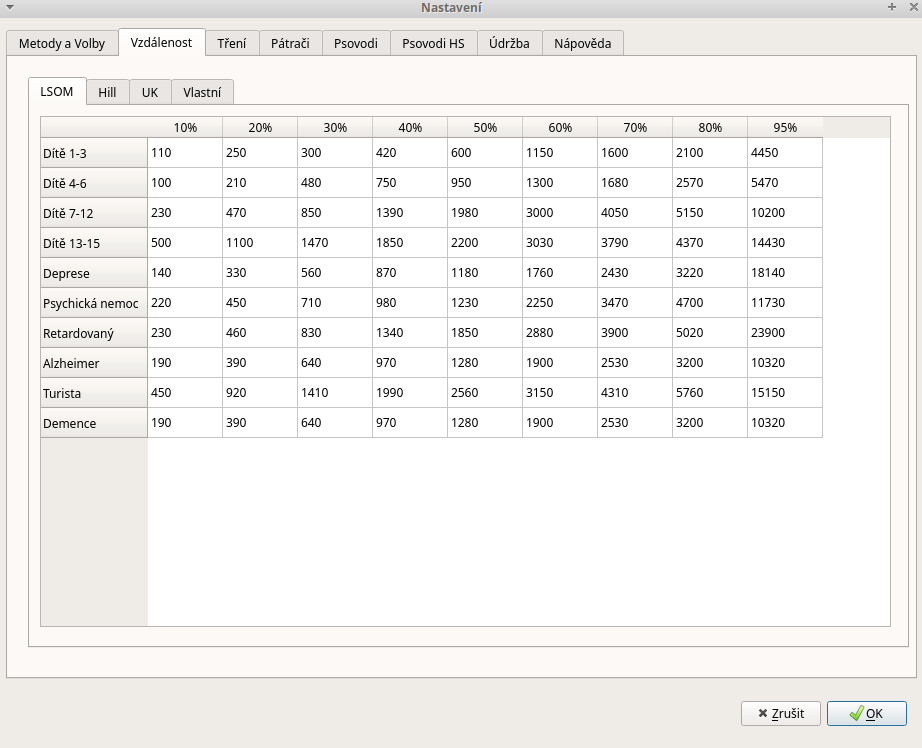 Nastavení
Metody a Volby Vzdálenost Tření Pátrači Psovodi Psovodi HS Údržba Nápověda
LSOM Hill UK Vlastní
10% 20% 30% 40% 50% 60% 70% 80% 95%
Dítě 1-3 110 250 300 420 600 1150 1600 2100 4450
Dítě 4-6 100 210 480 750 950 1300 1680 2570 5470
Dítě 7-12 230 470 850 1390 1980 3000 4050 5150 10200
Dítě 13-15 500 1100 1470 1850 2200 3030 3790 4370 14430
Deprese 140 330 560 870 1180 1760 2430 3220 18140
Psychická nemoc 220 450 710 980 1230 2250 3470 4700 11730
Retardovaný 230 460 830 1340 1850 2880 3900 5020 23900
Alzheimer 190 390 640 970 1280 1900 2530 3200 10320
Turista 450 920 1410 1990 2560 3150 4310 5760 15150
Demence 190 390 640 970 1280 1900 2530 3200 10320
Zrušit OK